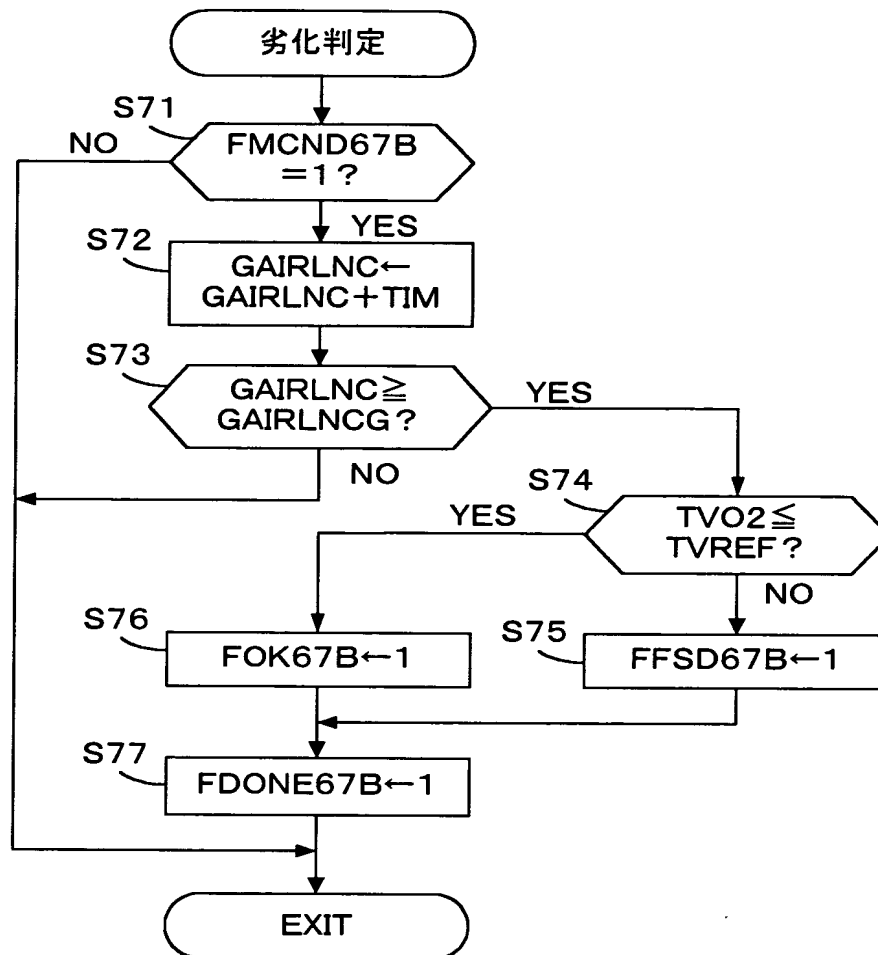 劣化判定
S71
NO
FMCND67B
=1?
YES
S72
GAIRLNC←
GAIRLNC+TIM
S73
GAIRLNC≧
GAIRLNCG?
YES
NO
S74
YES
TVO2≦
TVREF?
NO
S76
FOK67B←1
S75
FFSD67B←1
S77
FDONE67B←1
EXIT